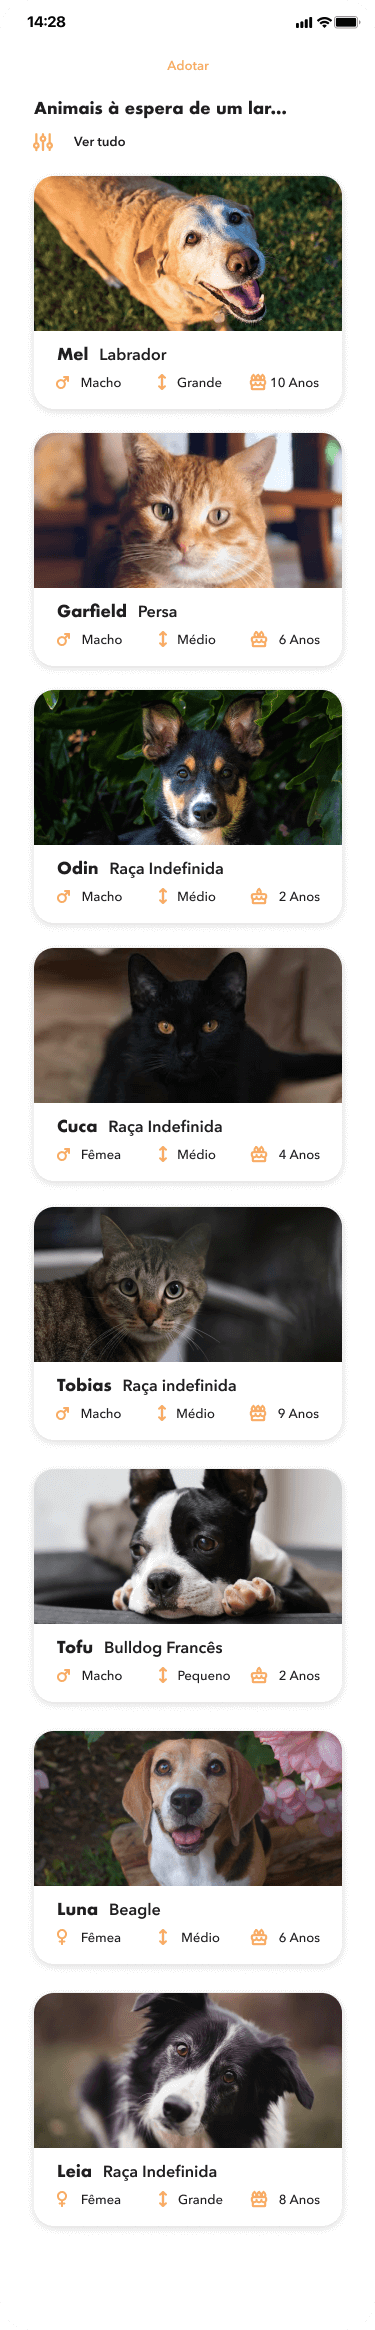 14:28
Adotar
Animais à espera de um lar...
Ver tudo
Mel Labrador
Macho Grande 10 Anos
Garfield Persa
Macho Médio 6 Anos
Odin Raça Indefinida
Macho Médio 2 Anos
Cuca Raça Indefinida
Fêmea Médio 4 Anos
Tobias Raça indefinida
Macho Médio 9 Anos
Tofu Bulldog Francês
Macho Pequeno 2 Anos
Luna Beagle
Fêmea Médio 6 Anos
Leia Raça Indefinida
Fêmea Grande 8 Anos